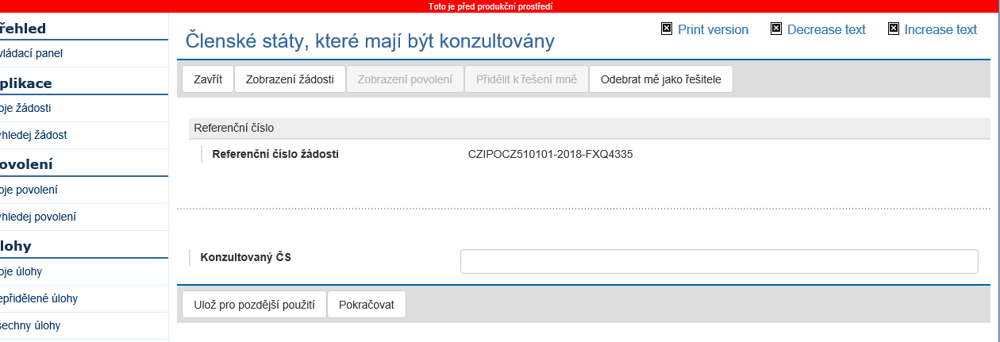 Toto je před produkční prostředí
řehled
vládací panel
plikace
oje žádosti
yhledej žádost
ovolení
oje povolení
yhledej povolení
lohy
oje úlohy
epřidělené úlohy
šechny úlohy
Členské státy, které mají být konzultovány
Print version Decrease text Increase text
Zavřít Zobrazení žádosti Zobrazení povolení Přidělit k řešení mně Odebrat mě jako řešitele
Referenční číslo
Referenční číslo žádosti CZIPOCZ510101-2018-FXQ4335
Konzultovaný ČS
Ulož pro pozdější použití Pokračovat